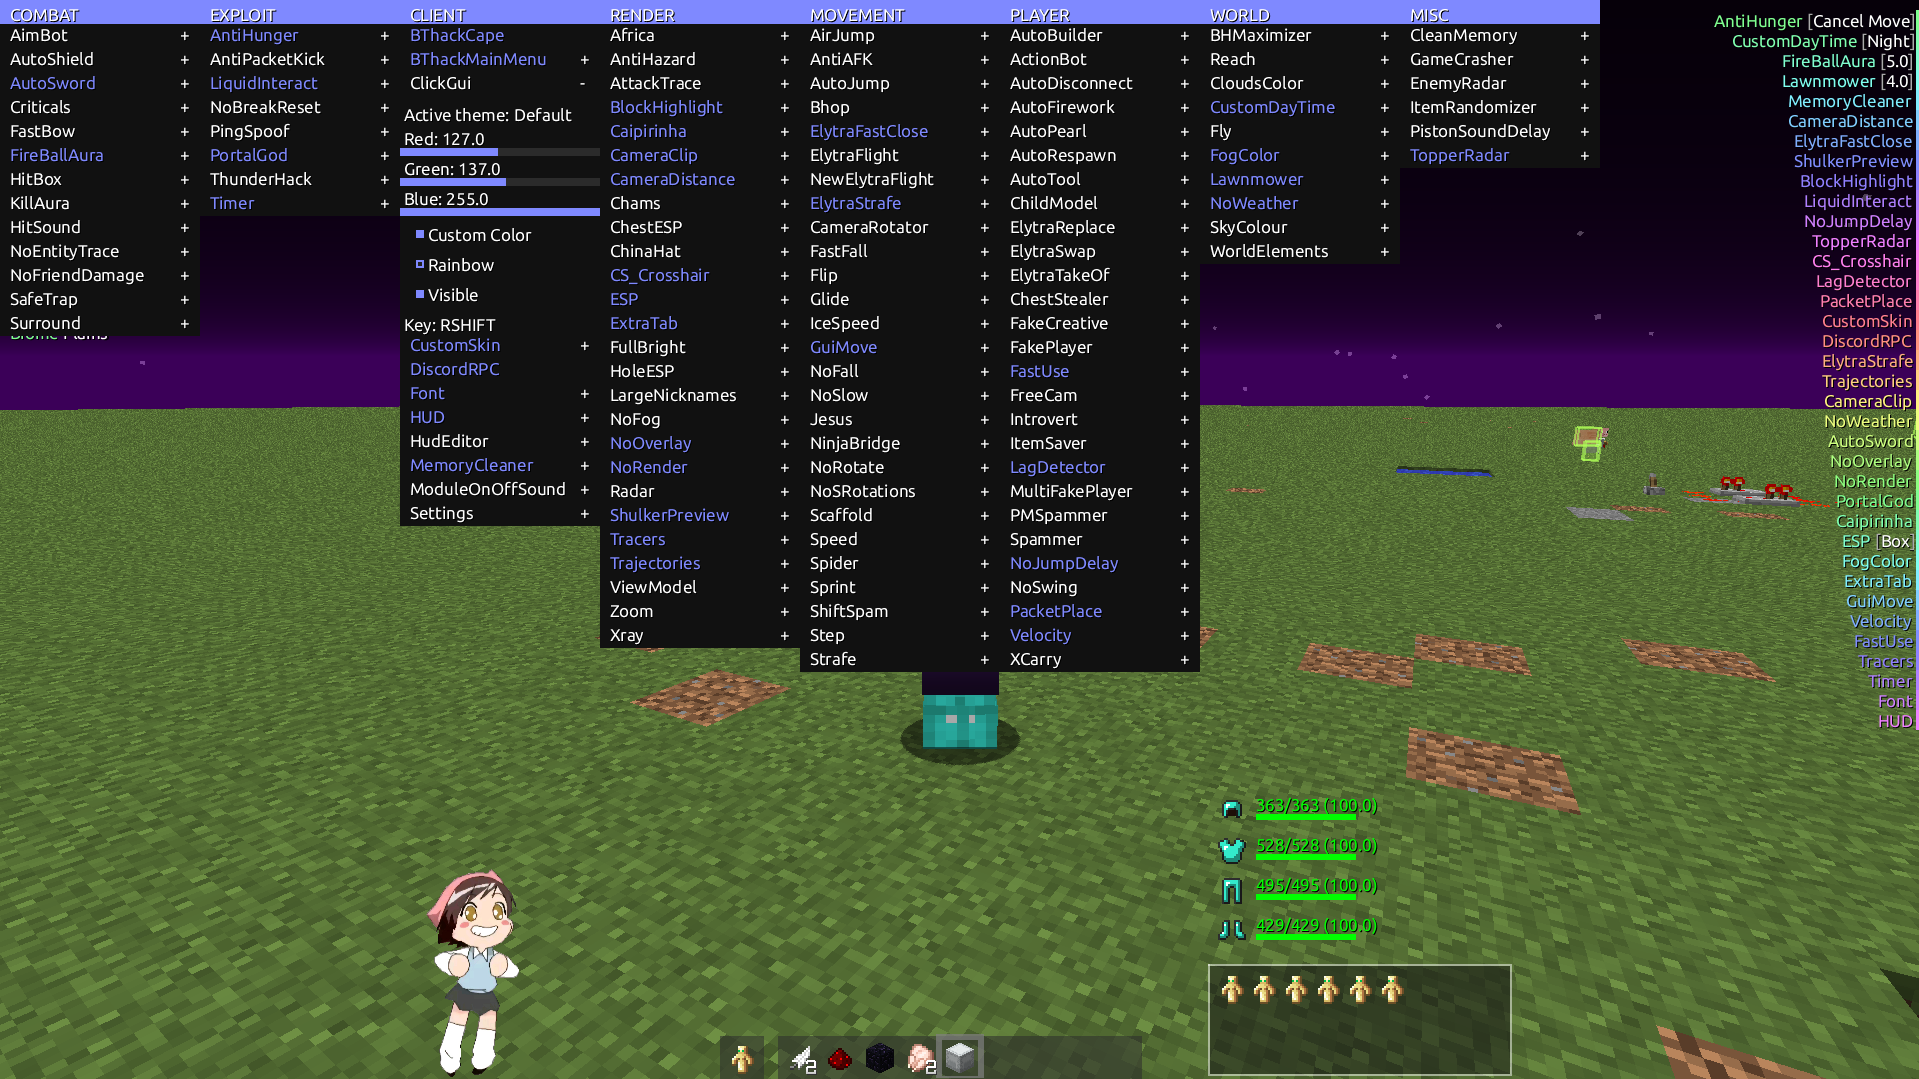 COMBAT
AimBot +
AutoShield +
AutoSword +
Criticals +
FastBow +
FireBallAura +
HitBox +
KillAura +
HitSound +
NoEntityTrace +
NoFriendDamage +
SafeTrap +
Surround +
EXPLOIT
AntiHunger +
AntiPacketKick +
LiquidInteract +
NoBreakReset +
PingSpoof +
PortalGod +
ThunderHack +
Timer +
CLIENT
BThackCape
BThackMainMenu +
ClickGui -
Active theme: Default
Red: 127.0
Green: 137.0
Blue: 255.0
Custom Color
Rainbow
Visible
Key: RSHIFT
CustomSkin +
DiscordRPC
Font +
HUD +
HudEditor +
MemoryCleaner +
ModuleOnOffSound +
Settings +
RENDER
Africa +
AntiHazard +
AttackTrace +
BlockHighlight +
Caipirinha +
CameraClip +
CameraDistance +
Chams +
ChestESP +
ChinaHat +
CS_Crosshair +
ESP +
ExtraTab +
FullBright +
HoleESP +
LargeNicknames +
NoFog +
NoOverlay +
NoRender +
Radar +
ShulkerPreview +
Tracers +
Trajectories +
ViewModel +
Zoom +
Xray +
MOVEMENT
AirJump +
AntiAFK +
AutoJump +
Bhop +
ElytraFastClose +
ElytraFlight +
NewElytraFlight +
ElytraStrafe +
CameraRotator +
FastFall +
Flip +
Glide +
IceSpeed +
GuiMove +
NoFall +
NoSlow +
Jesus +
NinjaBridge +
NoRotate +
NoSRotations +
Scaffold +
Speed +
Spider +
Sprint +
ShiftSpam +
Step +
Strafe +
PLAYER
AutoBuilder +
ActionBot +
AutoDisconnect +
AutoFirework +
AutoPearl +
AutoRespawn +
AutoTool +
ChildModel +
ElytraReplace +
ElytraSwap +
ElytraTakeOf +
ChestStealer +
FakeCreative +
FakePlayer +
FastUse +
FreeCam +
Introvert +
ItemSaver +
LagDetector +
MultiFakePlayer +
PMSpammer +
Spammer +
NoJumpDelay +
NoSwing +
PacketPlace +
Velocity +
XCarry +
WORLD
BHMaximizer +
Reach +
CloudsColor +
CustomDayTime +
Fly +
FogColor +
Lawnmower +
NoWeather +
SkyColour +
WorldElements +
MISC
CleanMemory +
GameCrasher +
EnemyRadar +
ItemRandomizer +
PistonSoundDelay +
TopperRadar +
AntiHunger [Cancel Move]
CustomDayTime [Night]
FireBallAura [5.0]
Lawnmower [4.0]
MemoryCleaner
CameraDistance
ElytraFastClose
ShulkerPreview
BlockHighlight
LiquidInteract
NoJumpDelay
TopperRadar
CS_Crosshair
LagDetector
PacketPlace
CustomSkin
DiscordRPC
ElytraStrafe
Trajectories
CameraClip
NoWeather
AutoSword
NoOverlay
NoRender
PortalGod
Caipirinha
ESP [Box]
FogColor
ExtraTab
GuiMove
Velocity
FastUse
Tracers
Timer
Font
HUD
363/363 (100.0)
528/528 (100.0)
495/495 (100.0)
429/429 (100.0)
2
2